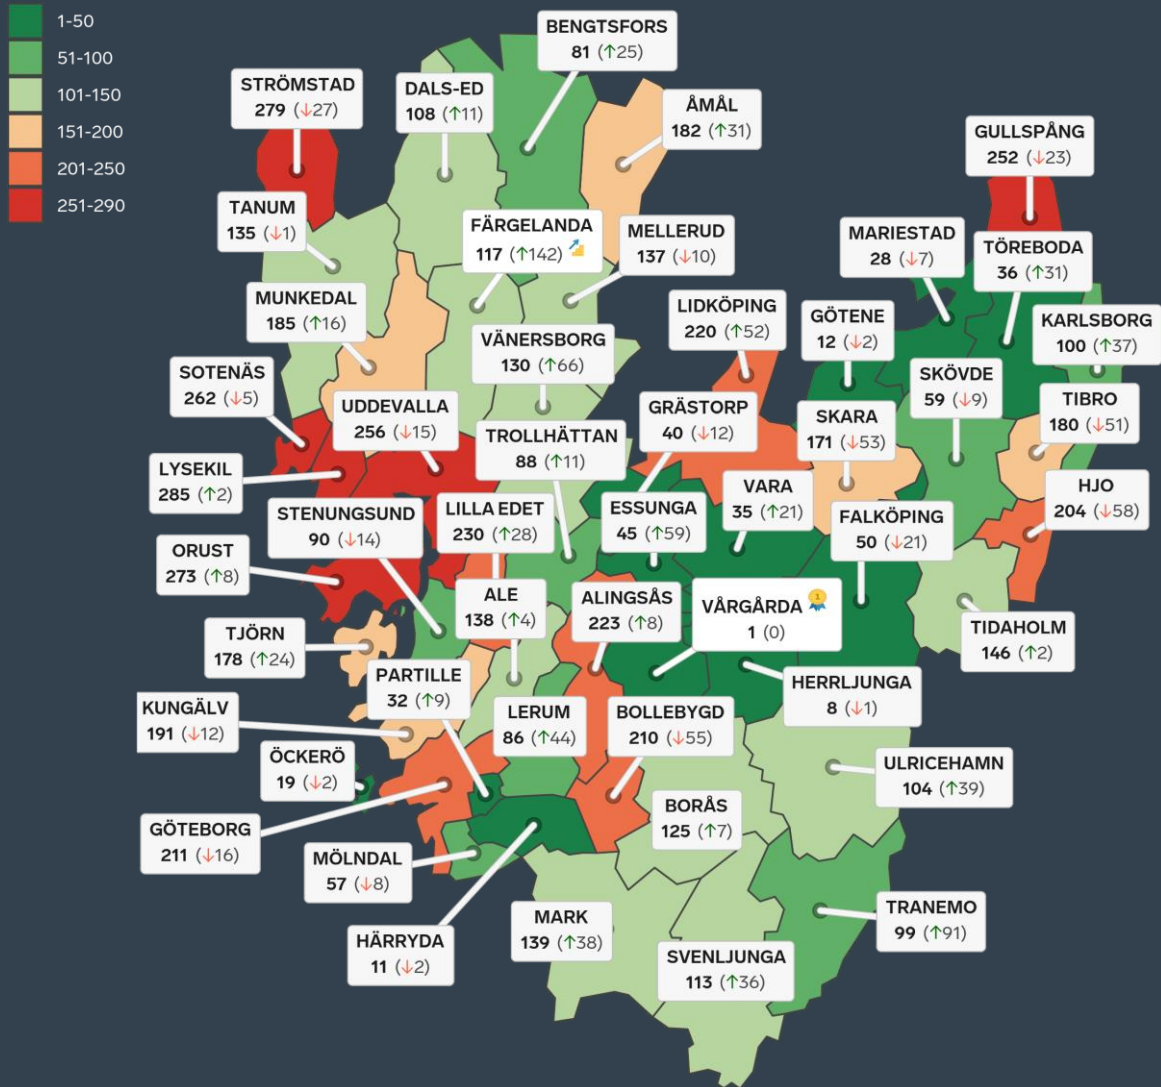 1-50
51-100
101-150
151-200
201-250
251-290
BENGTSFORS
81 (↑25)
STRÖMSTAD
279 (↓27)
DALS-ED
108 (↑11)
ÅMÅL
182 (↑31)
GULLSPÅNG
252 (↓23)
TANUM
135 (↓1)
FÄRGELANDA
117 (↑142)
MELLERUD
137 (↓10)
MARIESTAD
28 (↓7)
TÖREBODA
36 (↑31)
MUNKEDAL
185 (↑16)
LIDKÖPING
220 (↑52)
GÖTENE
12 (↓2)
KARLSBORG
100 (↑37)
VÄNERSBORG
130 (↑66)
SOTENÄS
262 (↓5)
SKÖVDE
59 (↓9)
UDDEVALLA
256 (↓15)
GRÄSTORP
40 (↓12)
SKARA
171 (↓53)
TIBRO
180 (↓51)
TROLLHÄTTAN
88 (↑11)
LYSEKIL
285 (↑2)
VARA
35 (↑21)
HJO
204 (↓58)
STENUNGSUND
90 (↓14)
LILLA EDET
230 (↑28)
ESSUNGA
45 (↑59)
FALKÖPING
50 (↓21)
ORUST
273 (↑8)
ALE
138 (↑4)
ALINGSÅS
223 (↑8)
VÅRGÅRDA
1
1 (0)
TJÖRN
178 (↑24)
TIDAHOLM
146 (↑2)
PARTILLE
32 (↑9)
HERRLJUNGA
8 (↓1)
KUNGÄLV
191 (↓12)
LERUM
86 (↑44)
BOLLEBYGD
210 (↓55)
ÖCKERÖ
19 (↓2)
ULRICEHAMN
104 (↑39)
BORÅS
125 (↑7)
GÖTEBORG
211 (↓16)
MÖLNDAL
57 (↓8)
TRANEMO
99 (↑91)
MARK
139 (↑38)
HÄRRYDA
11 (↓2)
SVENLJUNGA
113 (↑36)